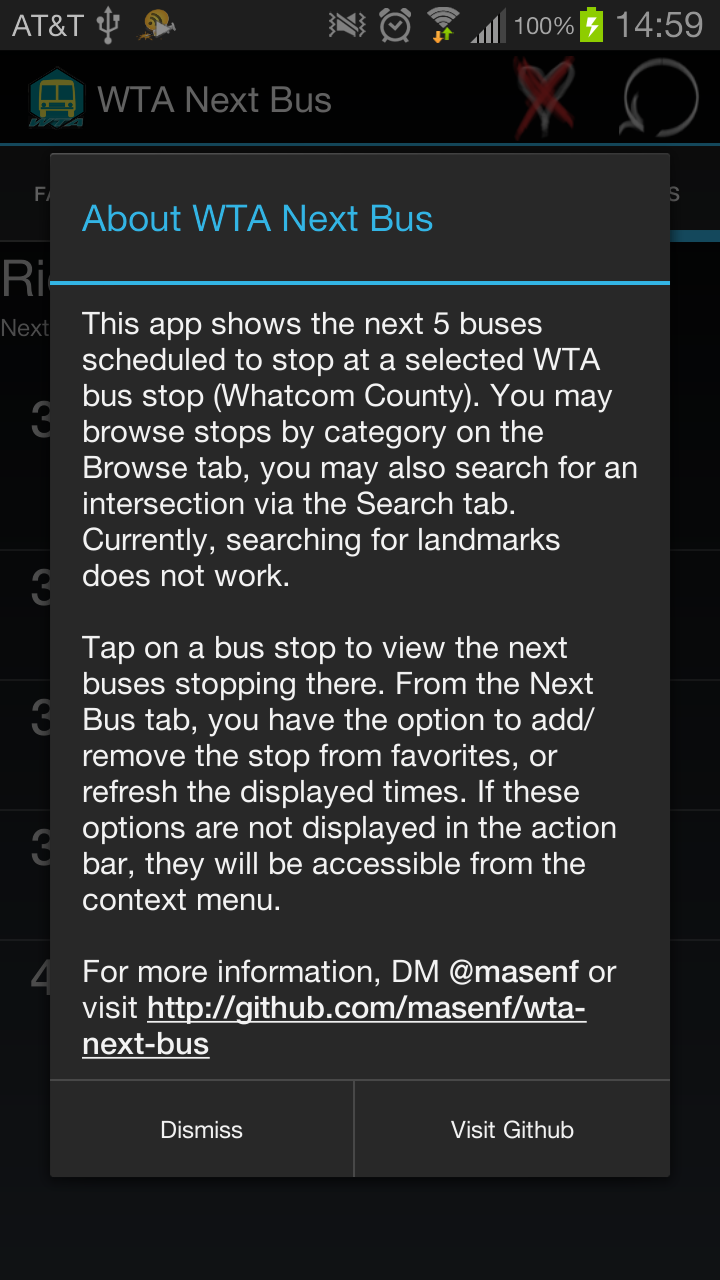 AT&T 100% 14:59
WTA Next Bus
About WTA Next Bus
Ri
Next
This app shows the next 5 buses
scheduled to stop at a selected WTA
bus stop (Whatcom County). You may
browse stops by category on the
Browse tab, you may also search for an
intersection via the Search tab.
Currently, searching for landmarks
does not work.
Tap on a bus stop to view the next
buses stopping there. From the Next
Bus tab, you have the option to add/
remove the stop from favorites, or
refresh the displayed times. If these
options are not displayed in the action
bar, they will be accessible from the
context menu.
For more information, DM @masenf or
visit http://github.com/masenf/wta-
next-bus
3
3
3
3
4
Dismiss Visit Github